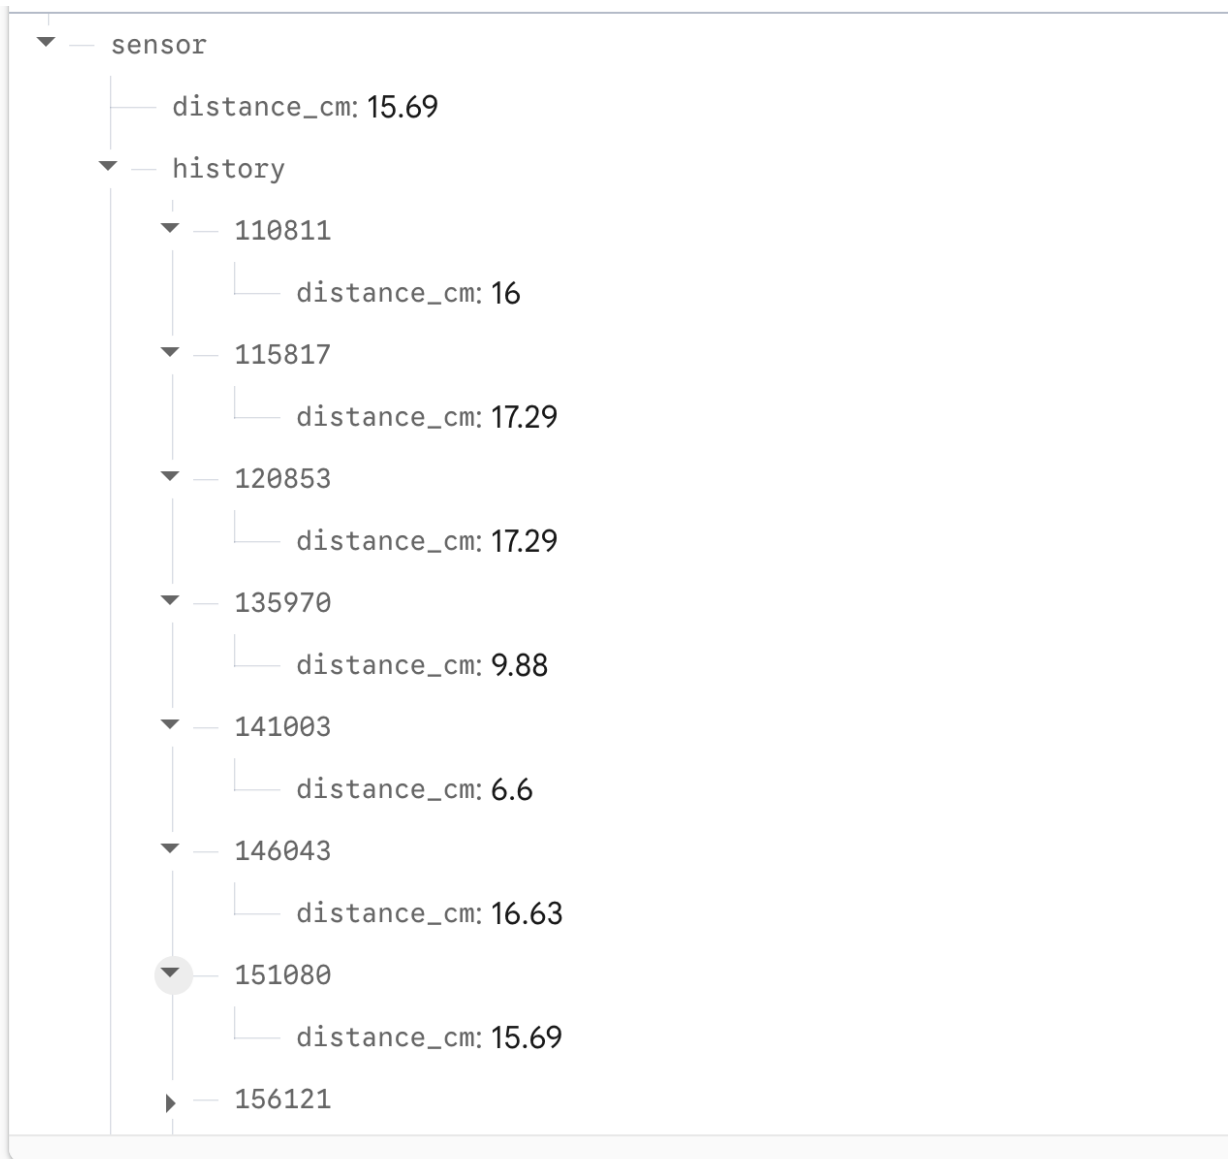 sensor
distance_cm: 15.69
history
110811
distance_cm: 16
115817
distance_cm: 17.29
120853
distance_cm: 17.29
135970
distance_cm: 9.88
141003
distance_cm: 6.6
146043
distance_cm: 16.63
151080
distance_cm: 15.69
156121